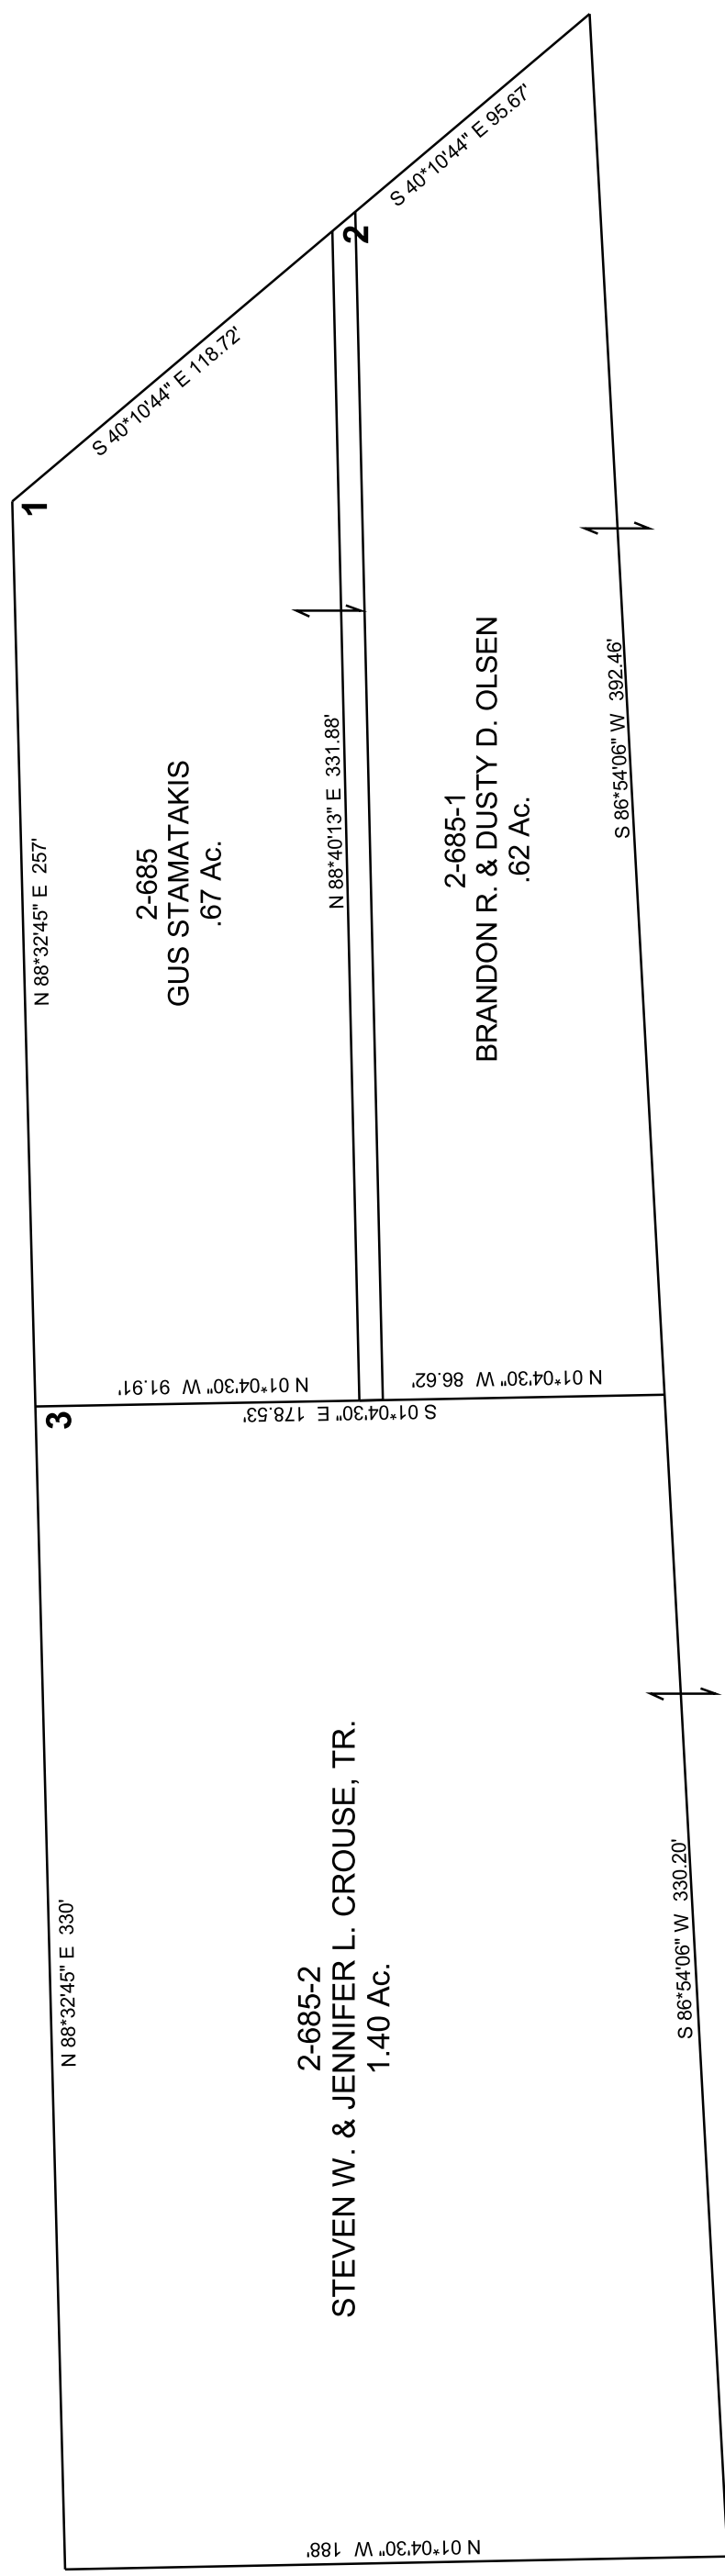 N 88*32'45" E 330'
N 88*32'45" E 257'
1
S 40*10'44" E 118.72'
3
2
S 40*10'44" E 95.67'
2-685
GUS STAMATAKIS
.67 Ac.
N 01*04'30" W 91.91'
N 88*40'13" E 331.88'
S 01*04'30" E 178.53'
2-685-2
STEVEN W. & JENNIFER L. CROUSE, TR.
1.40 Ac.
N 01*04'30" W 188'
2-685-1
BRANDON R. & DUSTY D. OLSEN
.62 Ac.
N 01*04'30" W 86.62'
S 86*54'06" W 392.46'
S 86*54'06" W 330.20'